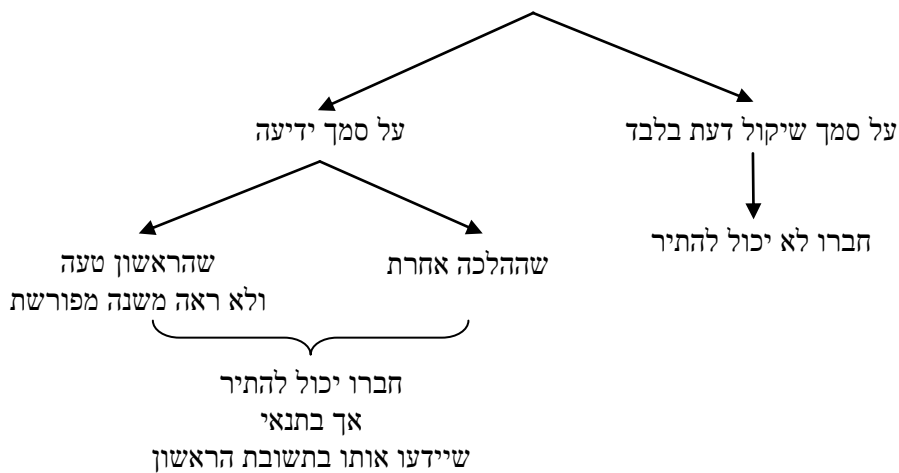 על סמך שיקול דעת בלבד
על סמך ידיעה
חברו לא יכול להתיר
שההלכה אחרת
שהראשון טעה
ולא ראה משנה מפורשת
חברו יכול להתיר
אך בתנאי
שיידעו אותו בתשובת הראשון